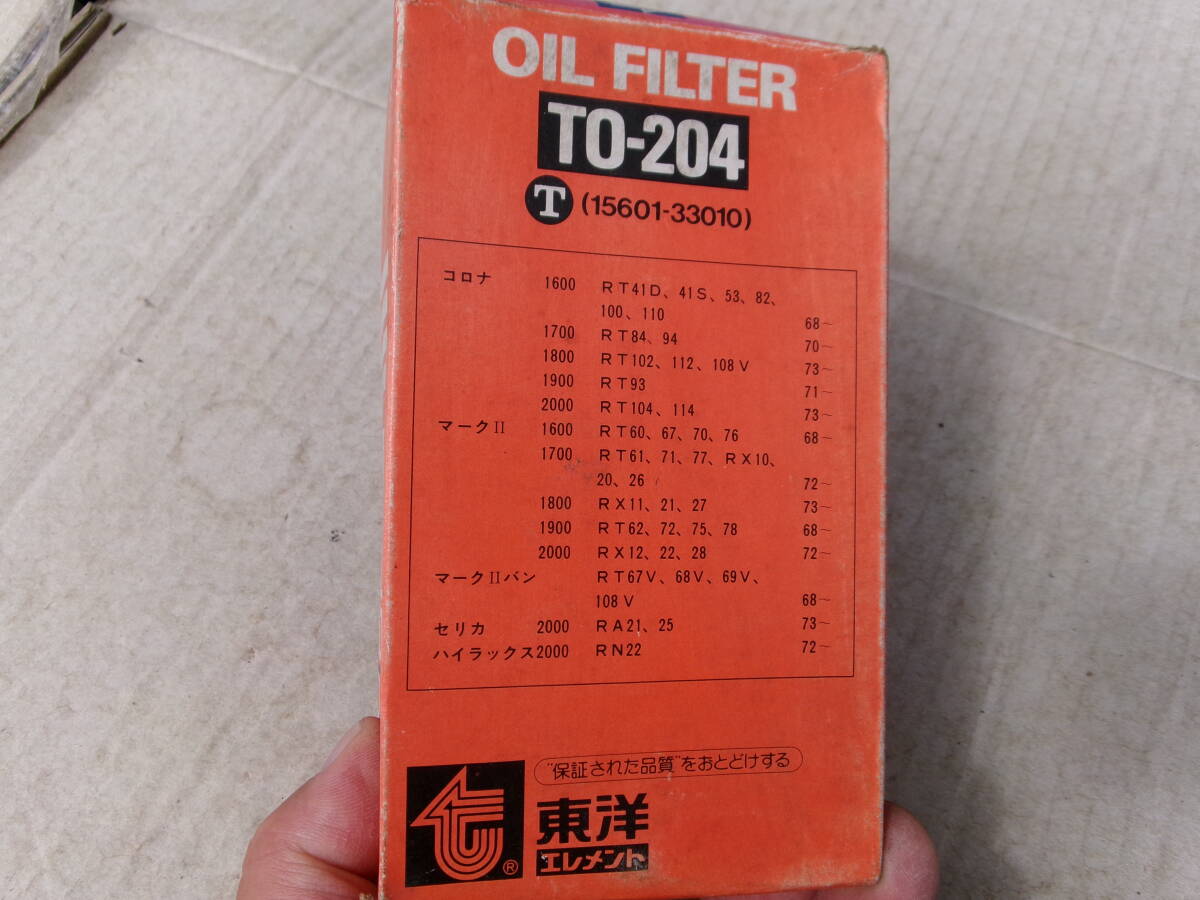 OIL FILTER
TO-204
T (15601-33010)
コロナ 1600 RT41D、41S、53、82、
100、110 68~
1700 RT84、94 70~
1800 RT102、112、108V 73~
1900 RT93 71~
2000 RT104、114 73~
マークII 1600 RT60、67、70、76 68~
1700 RT61、71、77、RX10、
20、26 72~
1800 RX11、21、27 73~
1900 RT62、72、75、78 68~
2000 RX12、22、28 72~
マークIIバン RT67V、68V、69V、
108V 68~
セリカ 2000 RA21、25 73~
ハイラックス2000 RN22 72~
"保証された品質"をおとどけする
東洋
エレメント
®